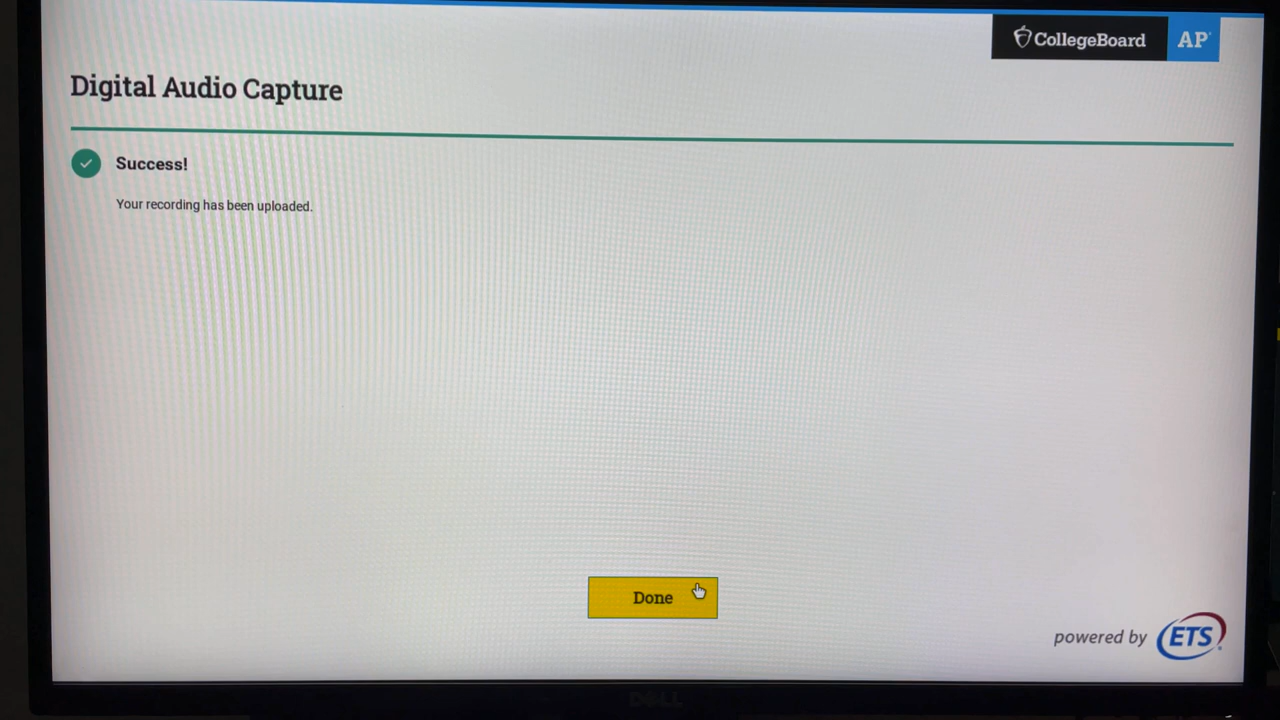 CollegeBoard AP
Digital Audio Capture
Success!
Your recording has been uploaded.
Done
powered by ETS
DELL